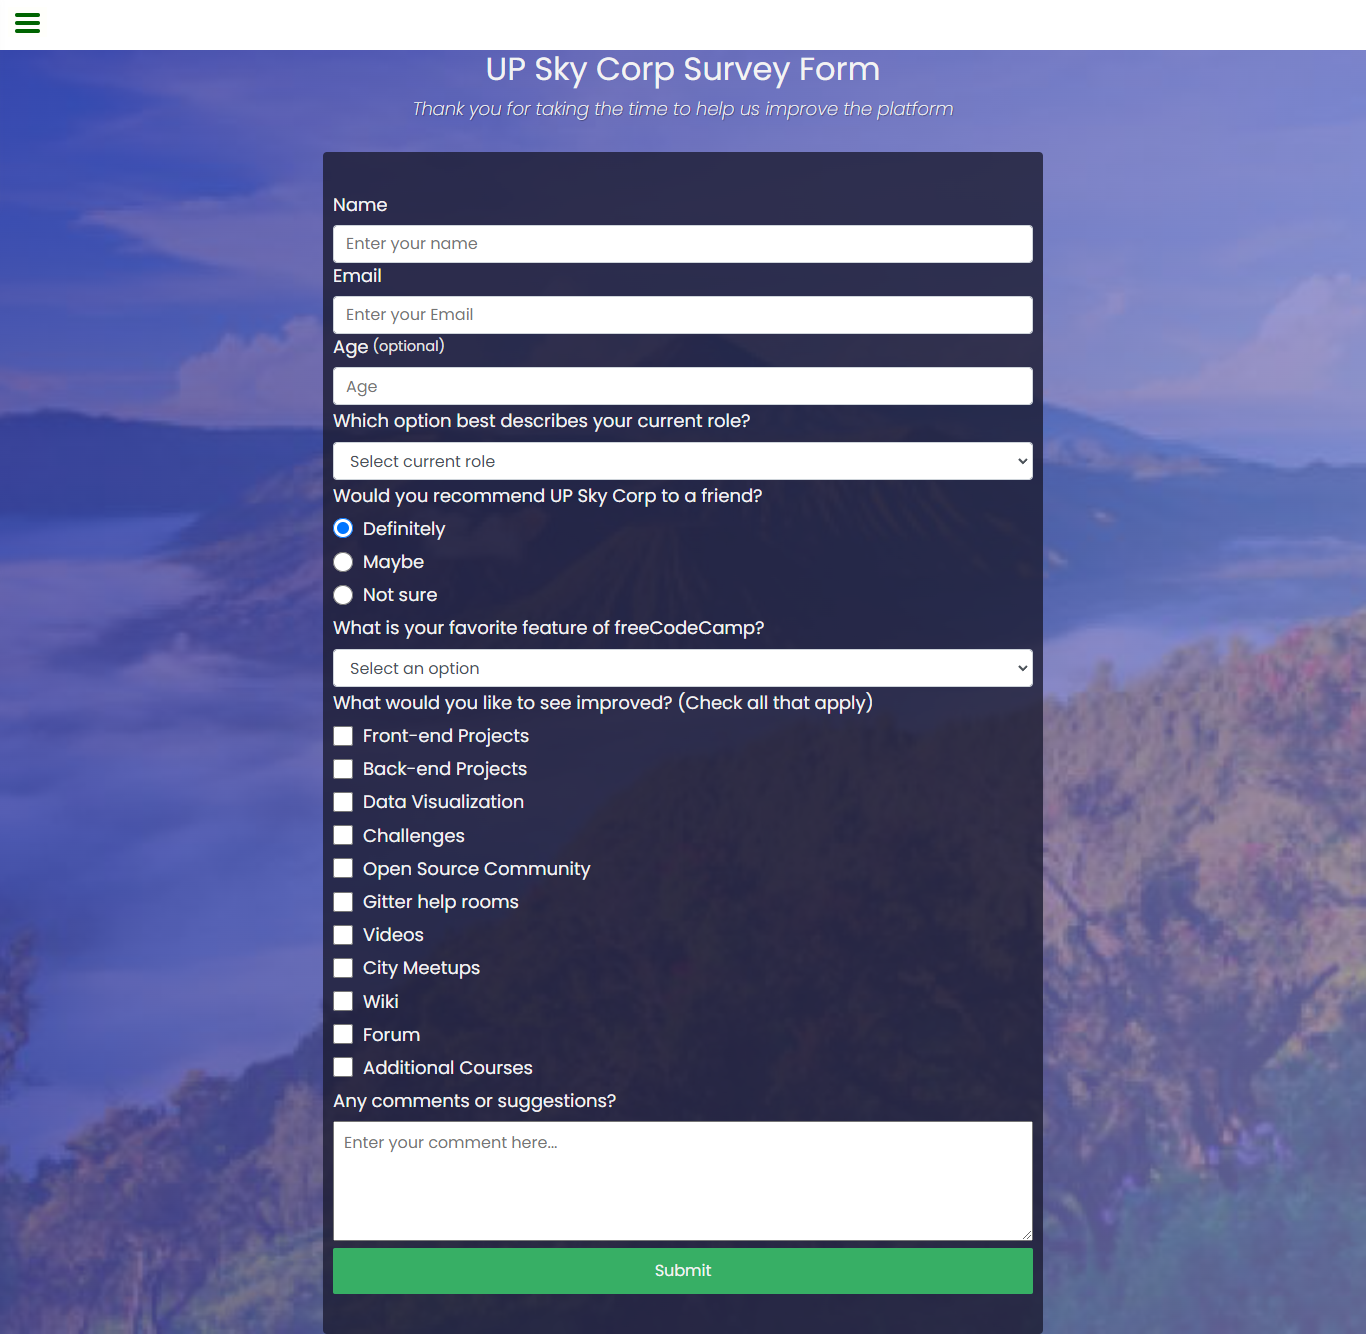 UP Sky Corp Survey Form
Thank you for taking the time to help us improve the platform
Name
Enter your name
Email
Enter your Email
Age (optional)
Age
Which option best describes your current role?
Select current role
Would you recommend UP Sky Corp to a friend?
Definitely
Maybe
Not sure
What is your favorite feature of freeCodeCamp?
Select an option
What would you like to see improved? (Check all that apply)
Front-end Projects
Back-end Projects
Data Visualization
Challenges
Open Source Community
Gitter help rooms
Videos
City Meetups
Wiki
Forum
Additional Courses
Any comments or suggestions?
Enter your comment here...
Submit